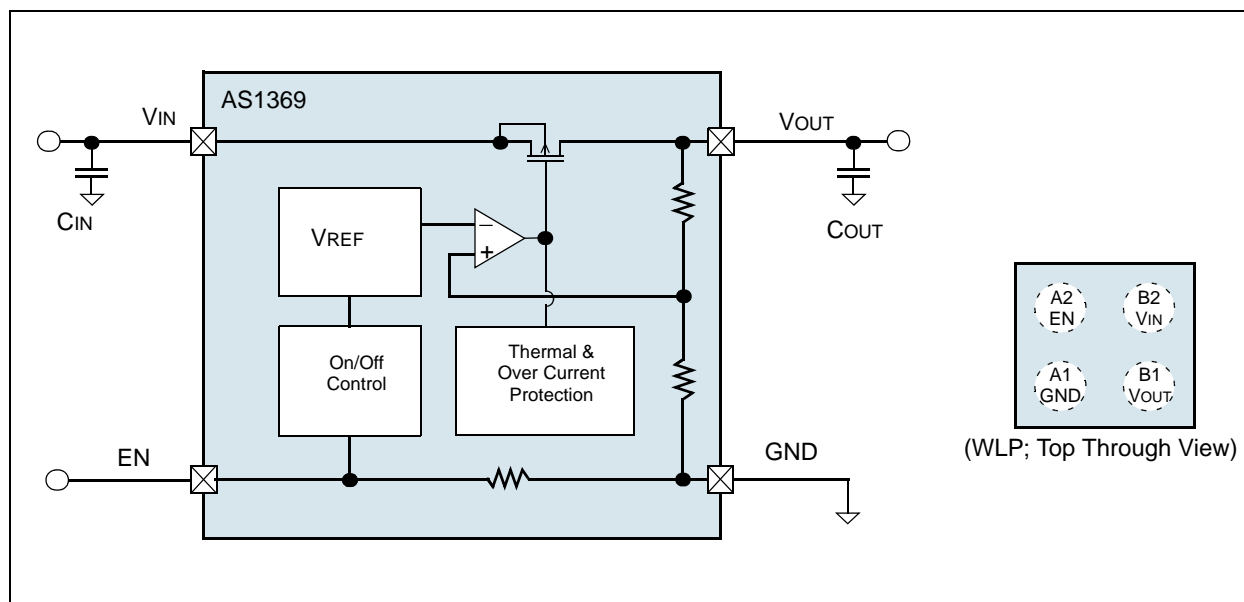 AS1369
VIN
VOUT
CIN
COUT
VREF
−
+
On/Off
Control
Thermal &
Over Current
Protection
EN
GND
A2
EN
B2
VIN
A1
GND
B1
VOUT
(WLP; Top Through View)